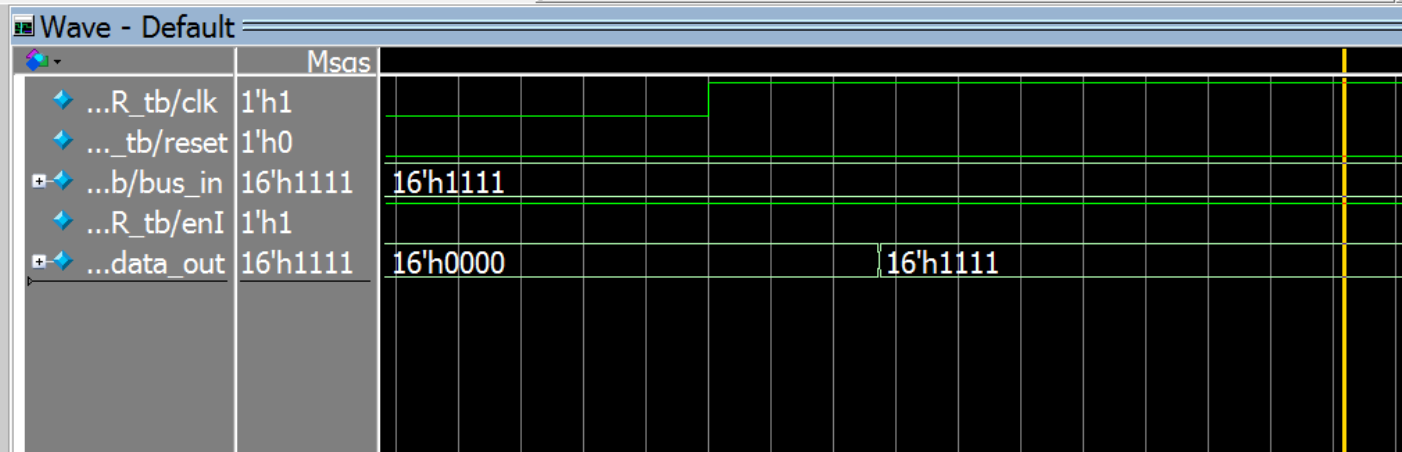 Wave - Default
Msgs
...R_tb/clk 1'h1
..._tb/reset 1'h0
...b/bus_in 16'h1111 16'h1111
...R_tb/enI 1'h1
...data_out 16'h1111 16'h0000 16'h1111